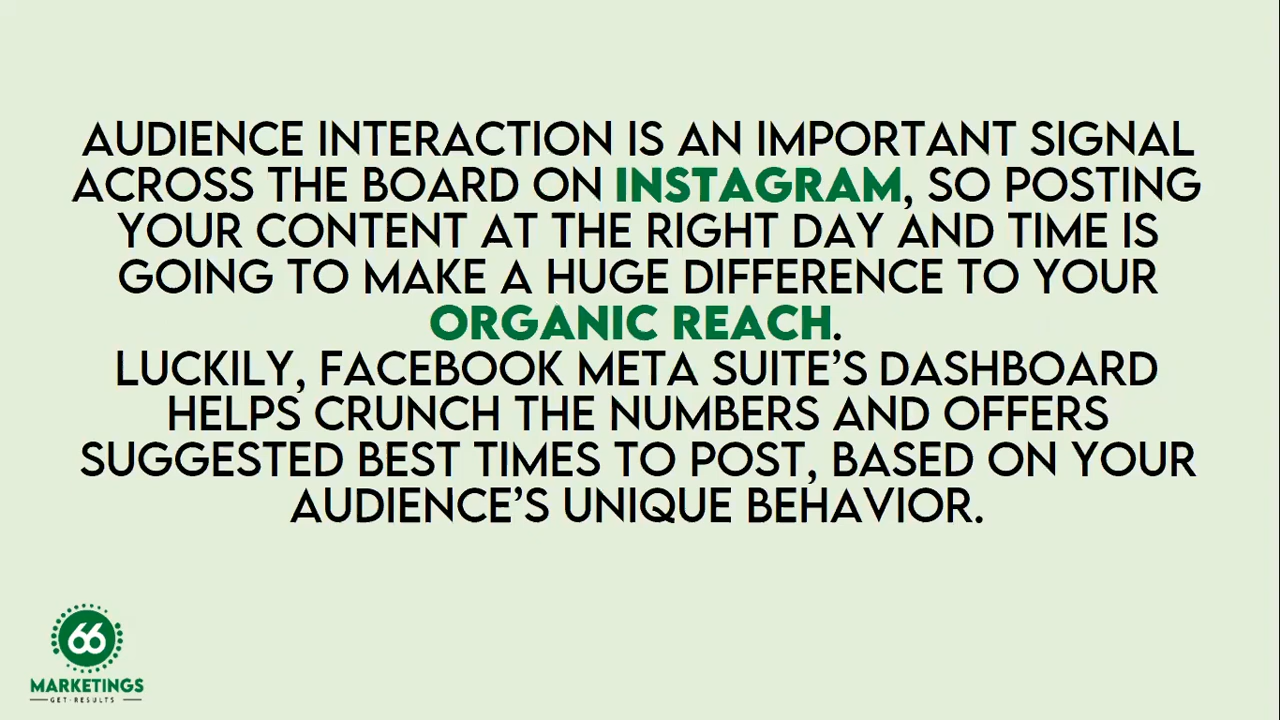 AUDIENCE INTERACTION IS AN IMPORTANT SIGNAL
ACROSS THE BOARD ON INSTAGRAM, SO POSTING
YOUR CONTENT AT THE RIGHT DAY AND TIME IS
GOING TO MAKE A HUGE DIFFERENCE TO YOUR
ORGANIC REACH.
LUCKILY, FACEBOOK META SUITE’S DASHBOARD
HELPS CRUNCH THE NUMBERS AND OFFERS
SUGGESTED BEST TIMES TO POST, BASED ON YOUR
AUDIENCE’S UNIQUE BEHAVIOR.
66
MARKETINGS
GET-RESULTS